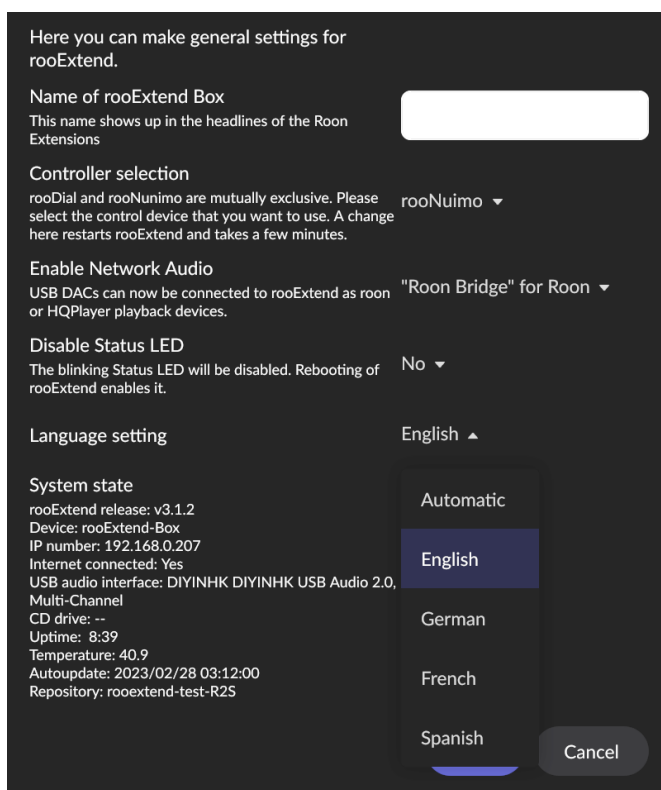 Here you can make general settings for
rooExtend.
Name of rooExtend Box
This name shows up in the headlines of the Roon
Extensions
Controller selection
rooDial and rooNunimo are mutually exclusive. Please
select the control device that you want to use. A change
here restarts rooExtend and takes a few minutes.
rooNuimo
Enable Network Audio
USB DACs can now be connected to rooExtend as roon
or HQPlayer playback devices.
"Roon Bridge" for Roon
Disable Status LED
The blinking Status LED will be disabled. Rebooting of
rooExtend enables it.
No
Language setting
English
System state
rooExtend release: v3.1.2
Device: rooExtend-Box
IP number: 192.168.0.207
Internet connected: Yes
USB audio interface: DIYINHK DIYINHK USB Audio 2.0,
Multi-Channel
CD drive: --
Uptime:  8:39
Temperature: 40.9
Autoupdate: 2023/02/28 03:12:00
Repository: rooextend-test-R2S
Automatic
English
German
French
Spanish
Cancel